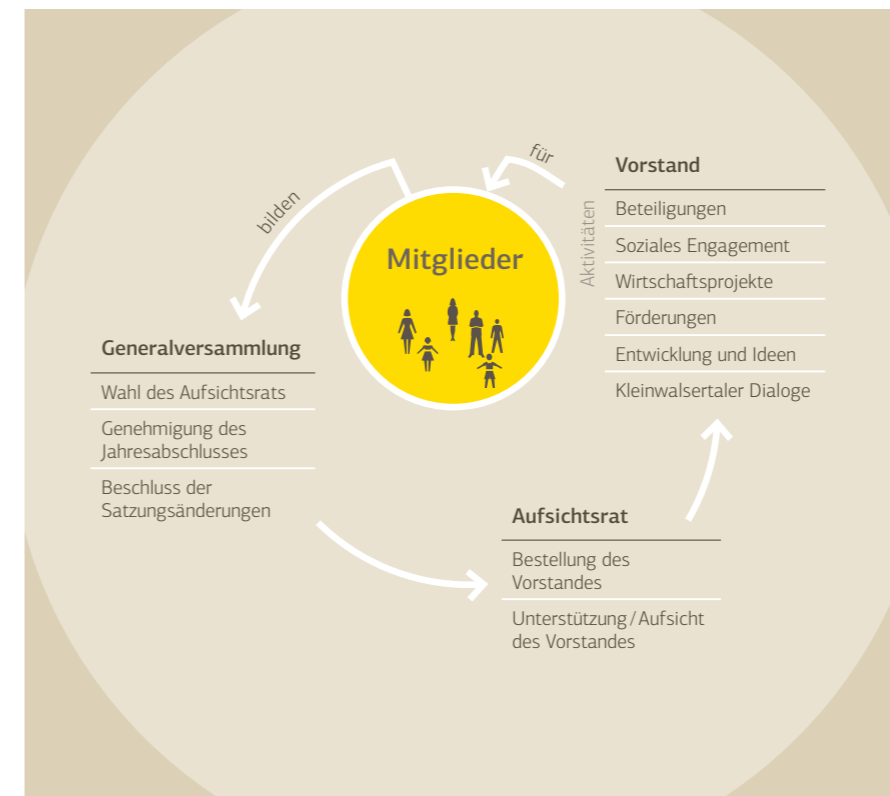 für
bilden
Mitglieder
Aktivitäten
Vorstand
Beteiligungen
Soziales Engagement
Wirtschaftsprojekte
Förderungen
Entwicklung und Ideen
Kleinwalsertaler Dialoge
Generalversammlung
Wahl des Aufsichtsrats
Genehmigung des
Jahresabschlusses
Beschluss der
Satzungsänderungen
Aufsichtsrat
Bestellung des
Vorstandes
Unterstützung/Aufsicht
des Vorstandes